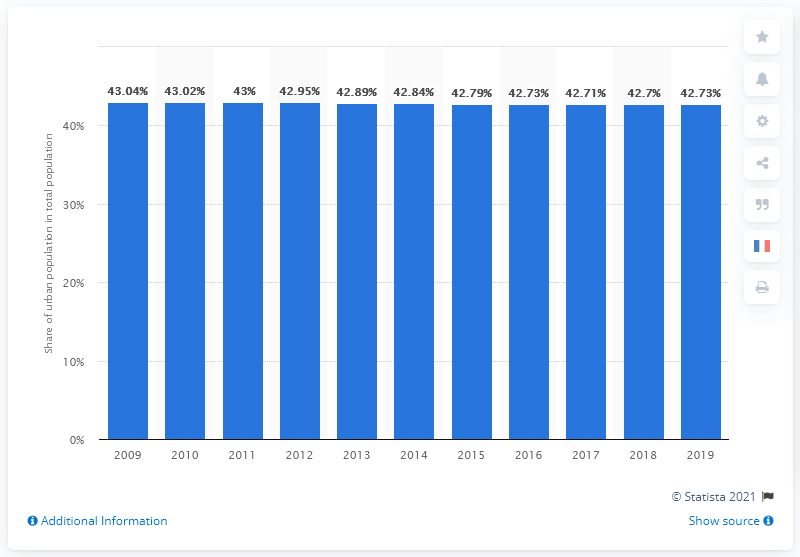 43.04% 43.02% 43% 42.95% 42.89% 42.84% 42.79% 42.73% 42.71% 42.7% 42.73%
Share of urban population in total population
40%
30%
20%
10%
0%
2009 2010 2011 2012 2013 2014 2015 2016 2017 2018 2019
© Statista 2021
Additional Information
Show source